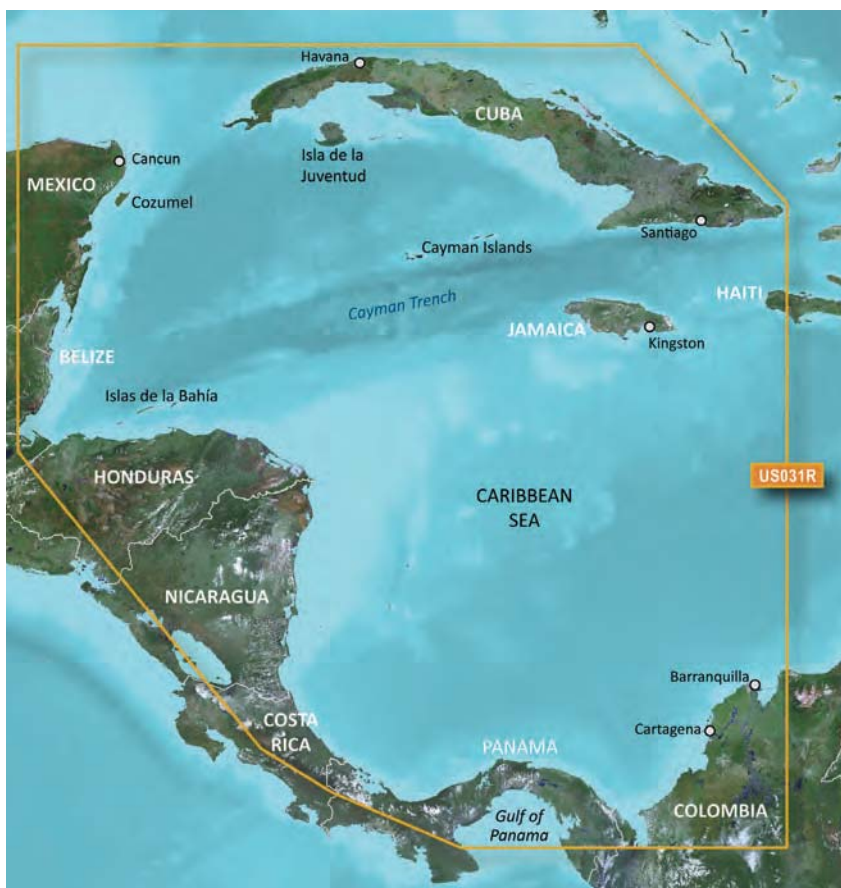 Havana
CUBA
Isla de la
Juventud
Cancun
MEXICO
Cozumel
Santiago
Cayman Islands
Cayman Trench
HAITI
JAMAICA
Kingston
BELIZE
Islas de la Bahía
HONDURAS
US031R
CARIBBEAN
SEA
NICARAGUA
Barranquilla
COSTA
RICA
Cartagena
PANAMA
Gulf of
Panama
COLOMBIA